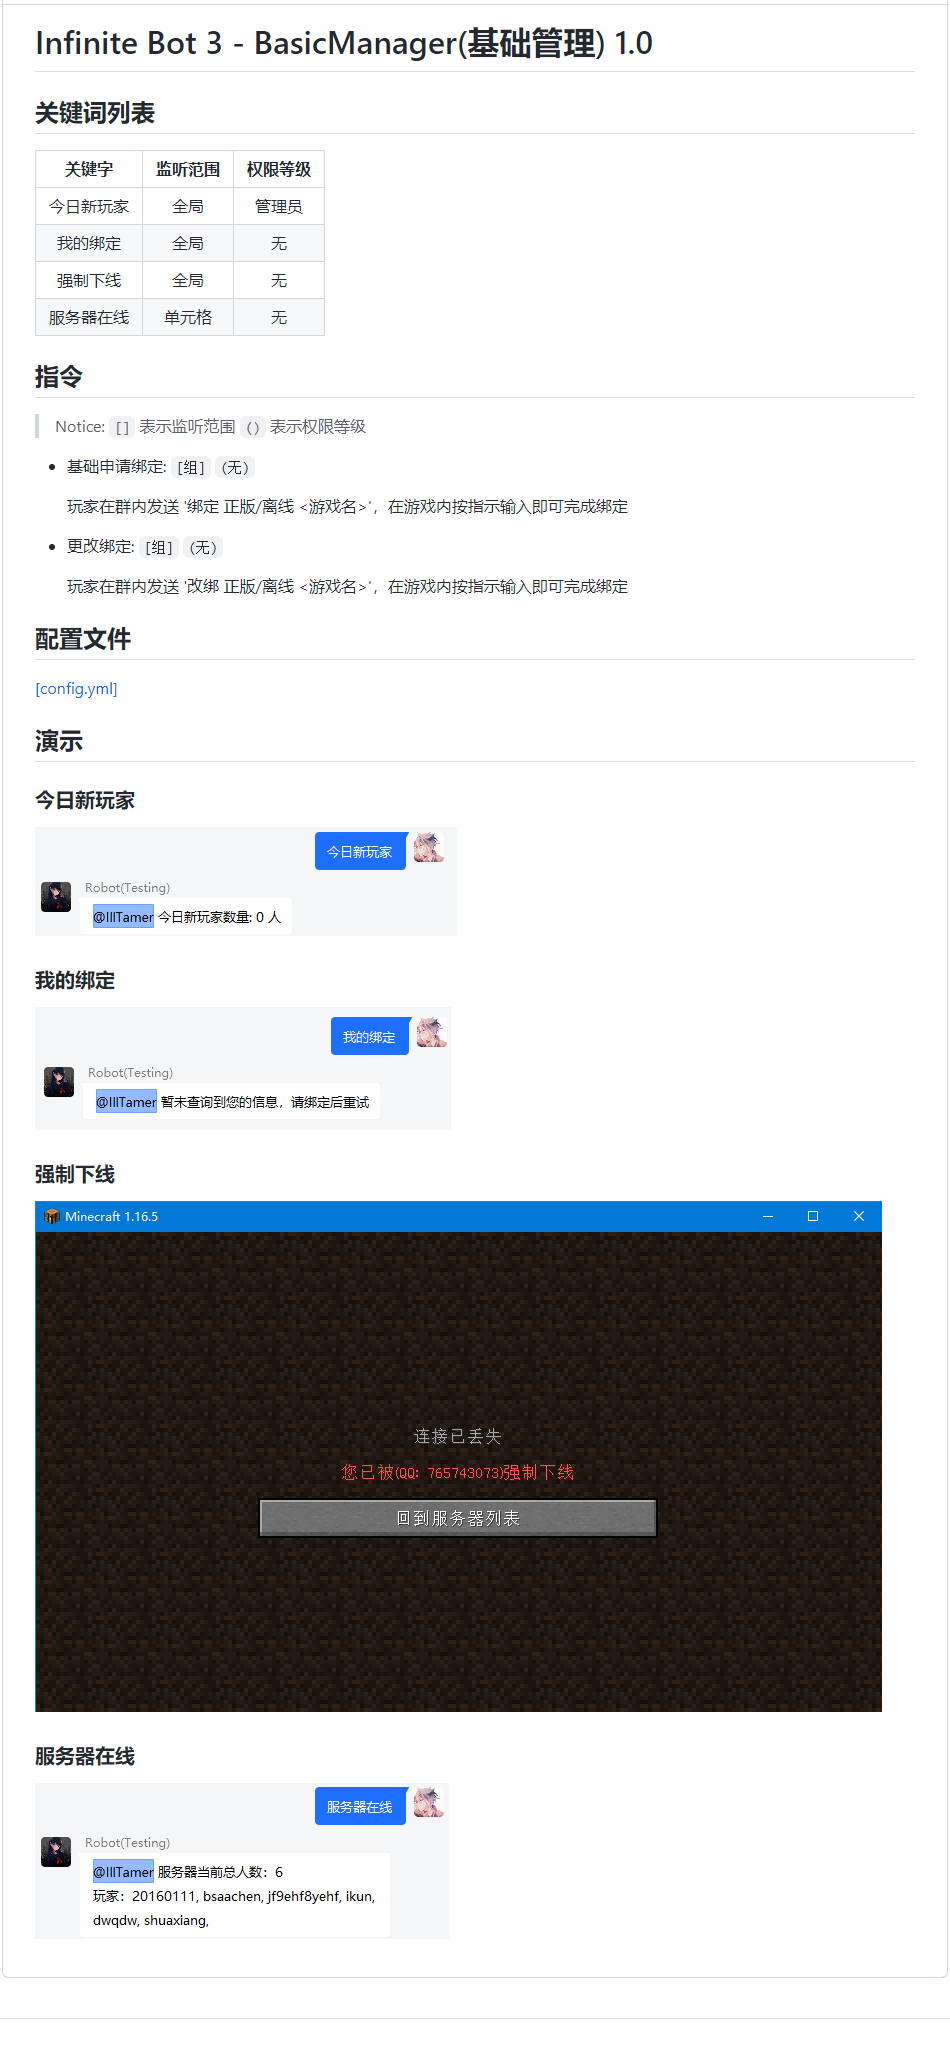 Infinite Bot 3 - BasicManager(基础管理) 1.0
关键词列表
关键字 监听范围 权限等级
今日新玩家 全局 管理员
我的绑定 全局 无
强制下线 全局 无
服务器在线 单元格 无
指令
Notice: [] 表示监听范围 () 表示权限等级
基础申请绑定: [组] (无)
玩家在群内发送 '绑定 正版/离线 <游戏名>'，在游戏内按指示输入即可完成绑定
更改绑定: [组] (无)
玩家在群内发送 '改绑 正版/离线 <游戏名>'，在游戏内按指示输入即可完成绑定
配置文件
[config.yml]
演示
今日新玩家
今日新玩家
Robot(Testing)
@IllTamer 今日新玩家数量: 0 人
我的绑定
我的绑定
Robot(Testing)
@IllTamer 暂未查询到您的信息，请绑定后重试
强制下线
Minecraft 1.16.5
连接已丢失
您已被(QQ: 765743073)强制下线
回到服务器列表
服务器在线
服务器在线
Robot(Testing)
@IllTamer 服务器当前总人数：6
玩家：20160111, bsaachen, jf9ehf8yehf, ikun,
dwqdw, shuaxiang,